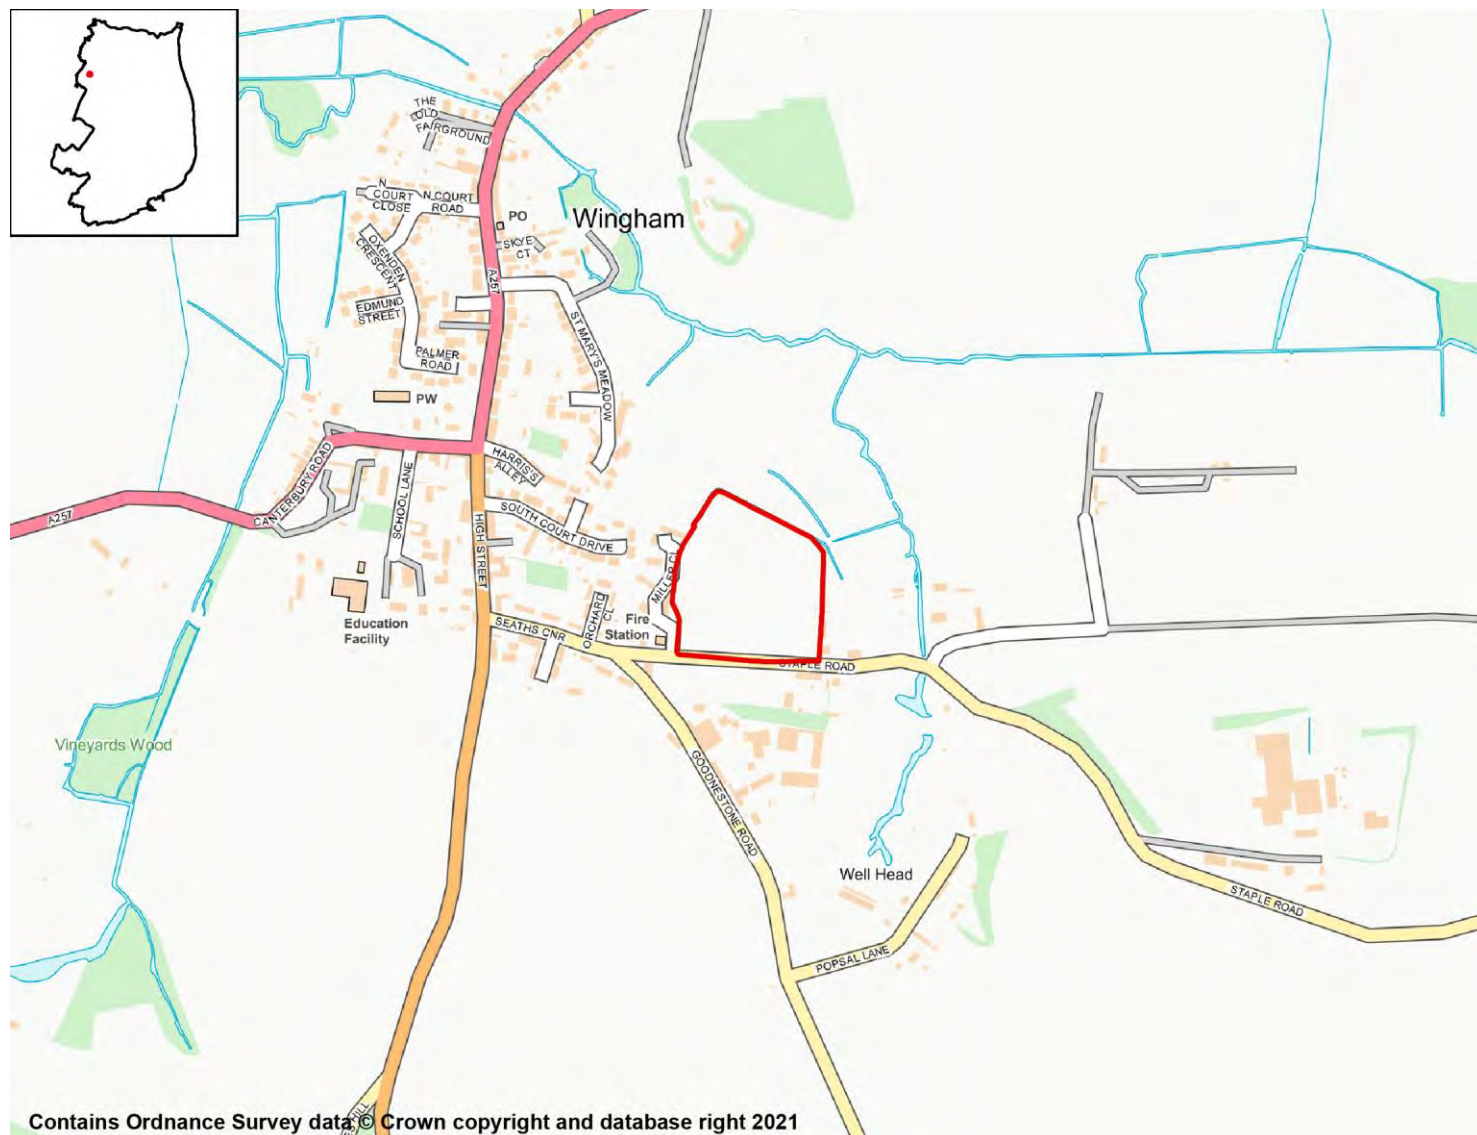 THE
OLD
FAIRGROUND
N
COURT
CLOSE
N COURT
ROAD
PO
SKYE
CT
Wingham
OXENDEN
CRESCENT
A257
EDMUND
STREET
PALMER
ROAD
ST MARY'S MEADOW
PW
HARRIS'S
ALLEY
CANTERBURY ROAD
A257
SCHOOL LANE
HIGH STREET
SOUTH COURT DRIVE
MILLER CL
ORCHARD
CL
Fire
Station
Education
Facility
SEATHS CNR
STAPLE ROAD
Vineyards Wood
GOODNESTONE ROAD
Well Head
STAPLE ROAD
POPSAL LANE
HILL
Contains Ordnance Survey data © Crown copyright and database right 2021